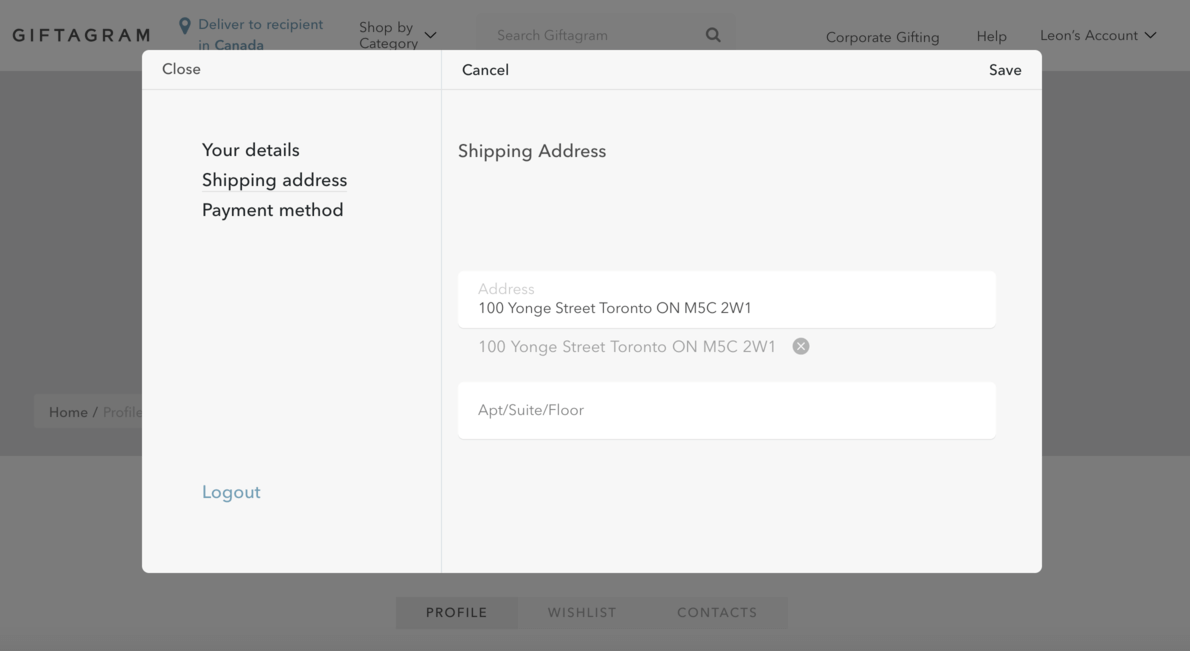 GIFTAGRAM
Deliver to recipient
in Canada
Shop by
Category
Search Giftagram
Corporate Gifting
Help
Leon's Account
Close
Cancel
Save
Your details
Shipping address
Payment method
Logout
Shipping Address
Address
100 Yonge Street Toronto ON M5C 2W1
100 Yonge Street Toronto ON M5C 2W1
Apt/Suite/Floor
Home / Profile
PROFILE
WISHLIST
CONTACTS